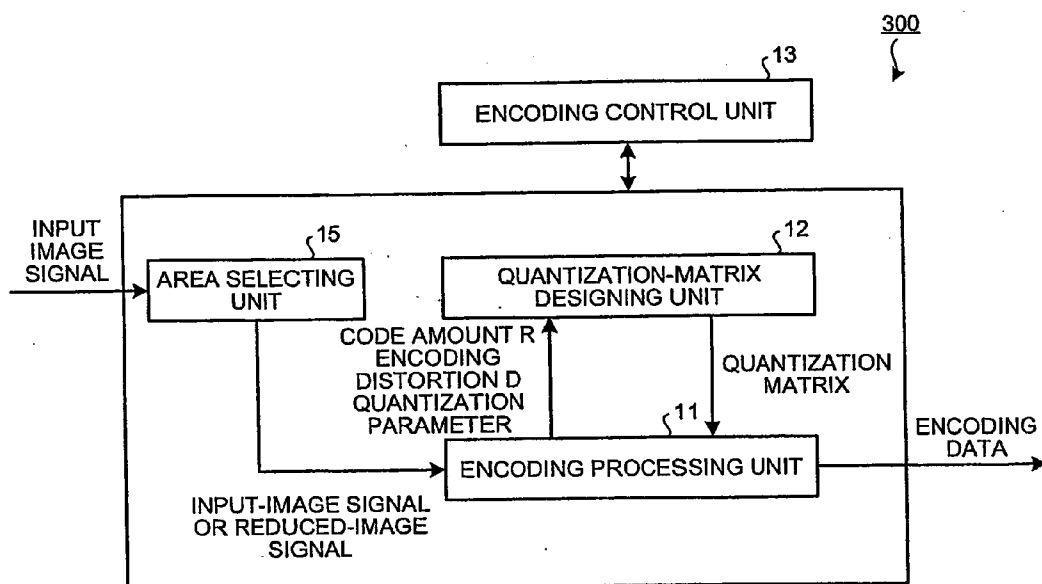 300
13
ENCODING CONTROL UNIT
INPUT
IMAGE
SIGNAL
15
AREA SELECTING
UNIT
12
QUANTIZATION-MATRIX
DESIGNING UNIT
CODE AMOUNT R
ENCODING
DISTORTION D
QUANTIZATION
PARAMETER
QUANTIZATION
MATRIX
11
ENCODING PROCESSING UNIT
ENCODING
DATA
INPUT-IMAGE SIGNAL
OR REDUCED-IMAGE
SIGNAL